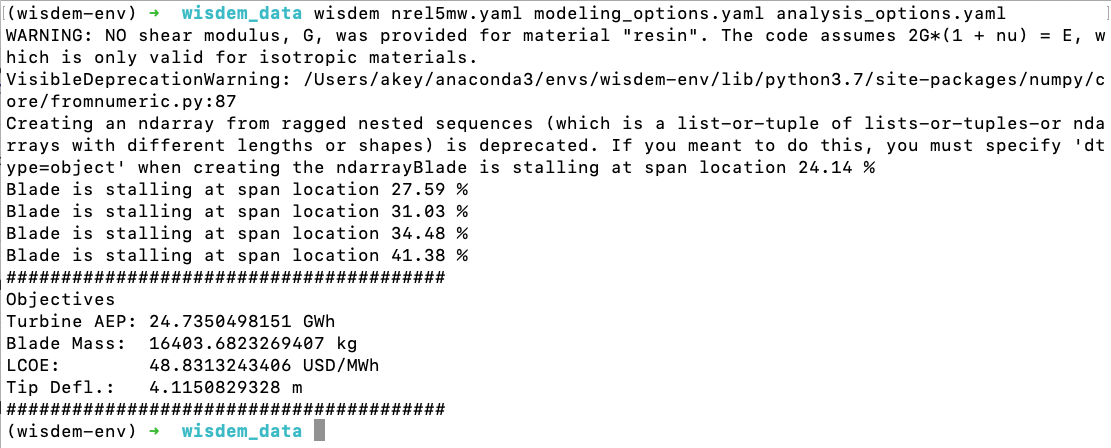 (wisdem-env) ➜  wisdem_data wisdem nrel5mw.yaml modeling_options.yaml analysis_options.yaml
WARNING: NO shear modulus, G, was provided for material "resin". The code assumes 2G*(1 + nu) = E, w
hich is only valid for isotropic materials.
VisibleDeprecationWarning: /Users/akey/anaconda3/envs/wisdem-env/lib/python3.7/site-packages/numpy/c
ore/fromnumeric.py:87
Creating an ndarray from ragged nested sequences (which is a list-or-tuple of lists-or-tuples-or nda
rrays with different lengths or shapes) is deprecated. If you meant to do this, you must specify 'dt
ype=object' when creating the ndarrayBlade is stalling at span location 24.14 %
Blade is stalling at span location 27.59 %
Blade is stalling at span location 31.03 %
Blade is stalling at span location 34.48 %
Blade is stalling at span location 41.38 %
########################################
Objectives
Turbine AEP: 24.7350498151 GWh
Blade Mass:  16403.6823269407 kg
LCOE:        48.8313243406 USD/MWh
Tip Defl.:   4.1150829328 m
########################################
(wisdem-env) ➜  wisdem_data